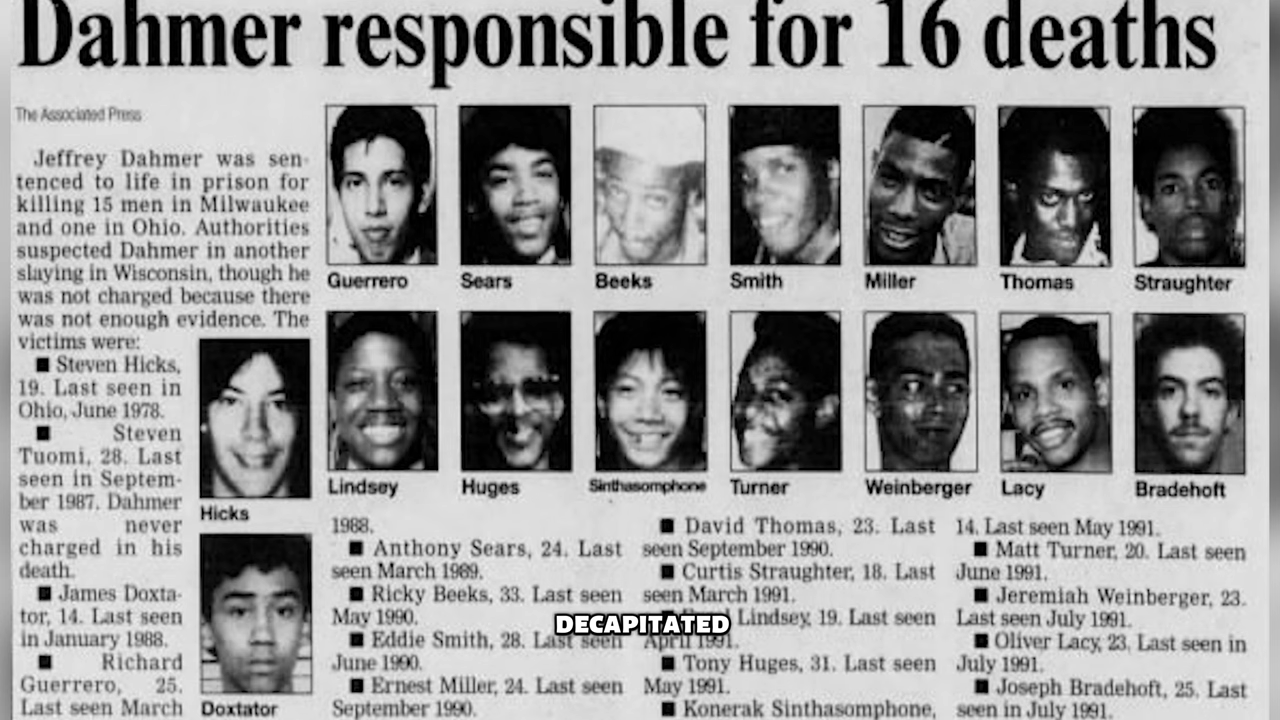 Dahmer responsible for 16 deaths
The Associated Press
Jeffrey Dahmer was sen-
tenced to life in prison for
killing 15 men in Milwaukee
and one in Ohio. Authorities
suspected Dahmer in another
slaying in Wisconsin, though he
was not charged because there
was not enough evidence. The
victims were:
■ Steven Hicks,
19. Last seen in
Ohio, June 1978.
■ Steven
Tuomi, 28. Last
seen in Septem-
ber 1987. Dahmer
was never
charged in his
death.
■ James Doxta-
tor, 14. Last seen
in January 1988.
■ Richard
Guerrero, 25.
Last seen March
Hicks
Doxtator
Guerrero
Sears
Beeks
Smith
Miller
Thomas
Straughter
Lindsey
Huges
Sinthasomphone
Turner
Weinberger
Lacy
Bradehoft
1988.
■ Anthony Sears, 24. Last
seen March 1989.
■ Ricky Beeks, 33. Last seen
May 1990.
■ Eddie Smith, 28. Last seen
June 1990.
■ Ernest Miller, 24. Last seen
September 1990.
■ David Thomas, 23. Last
seen September 1990.
■ Curtis Straughter, 18. Last
seen March 1991.
Lindsey, 19. Last seen
April 1991.
■ Tony Huges, 31. Last seen
May 1991.
■ Konerak Sinthasomphone,
14. Last seen May 1991.
■ Matt Turner, 20. Last seen
June 1991.
■ Jeremiah Weinberger, 23.
Last seen July 1991.
■ Oliver Lacy, 23. Last seen in
July 1991.
■ Joseph Bradehoft, 25. Last
seen in July 1991.
DECAPITATED